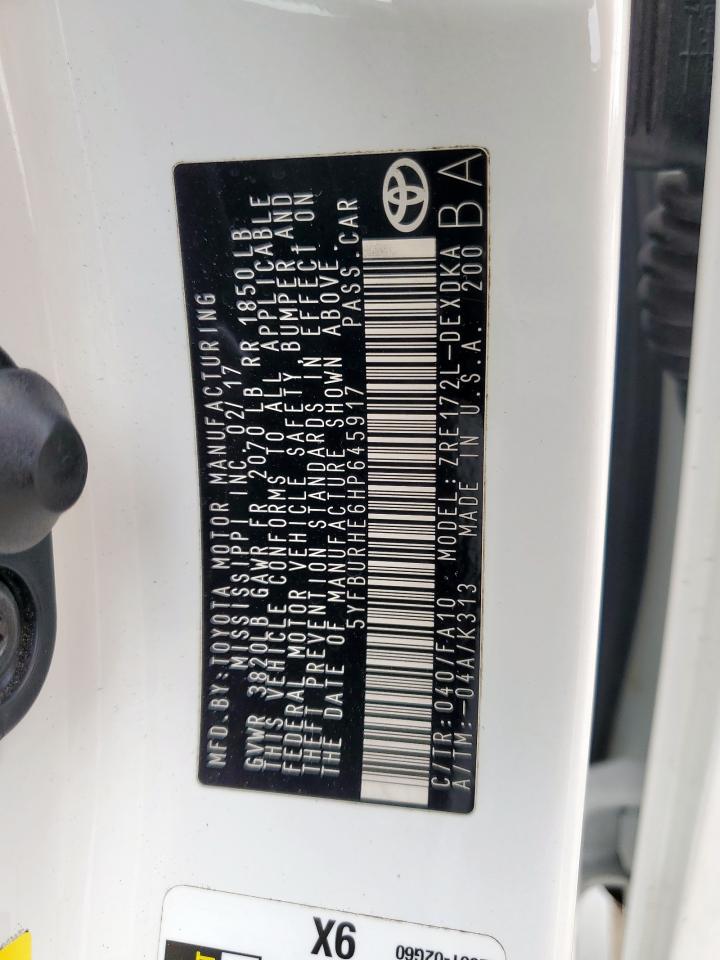 MFD.BY:TOYOTA MOTOR MANUFACTURING
MISSISSIPPI INC. 02/17
GVWR 3820LB GAWR FR 2070 LB RR 1850 LB
THIS VEHICLE CONFORMS TO ALL APPLICABLE
FEDERAL MOTOR VEHICLE SAFETY,BUMPER AND
THEFT PREVENTION STANDARDS IN EFFECT ON
THE DATE OF MANUFACTURE SHOWN ABOVE.
5YFBURHE6HP645917 PASS.CAR
C/TR:040/FA10 MODEL:ZRE172L-DEXDKA
A/TM:-04A/K313 MADE IN U.S.A. 200
BA
X6